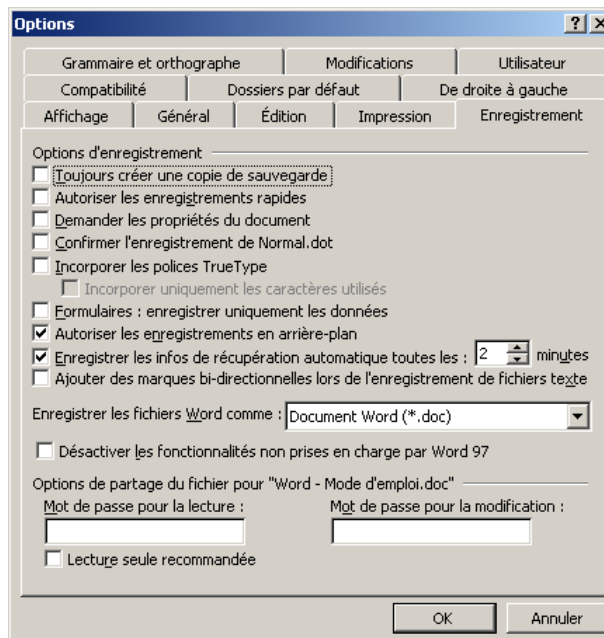 Options
Grammaire et orthographe Modifications Utilisateur
Compatibilité Dossiers par défaut De droite à gauche
Affichage Général Édition Impression Enregistrement
Options d'enregistrement
Toujours créer une copie de sauvegarde
Autoriser les enregistrements rapides
Demander les propriétés du document
Confirmer l'enregistrement de Normal.dot
Incorporer les polices TrueType
Incorporer uniquement les caractères utilisés
Formulaires : enregistrer uniquement les données
Autoriser les enregistrements en arrière-plan
Enregistrer les infos de récupération automatique toutes les : 2 minutes
Ajouter des marques bi-directionnelles lors de l'enregistrement de fichiers texte
Enregistrer les fichiers Word comme : Document Word (*.doc)
Désactiver les fonctionnalités non prises en charge par Word 97
Options de partage du fichier pour "Word - Mode d'emploi.doc"
Mot de passe pour la lecture : Mot de passe pour la modification :
Lecture seule recommandée
OK Annuler